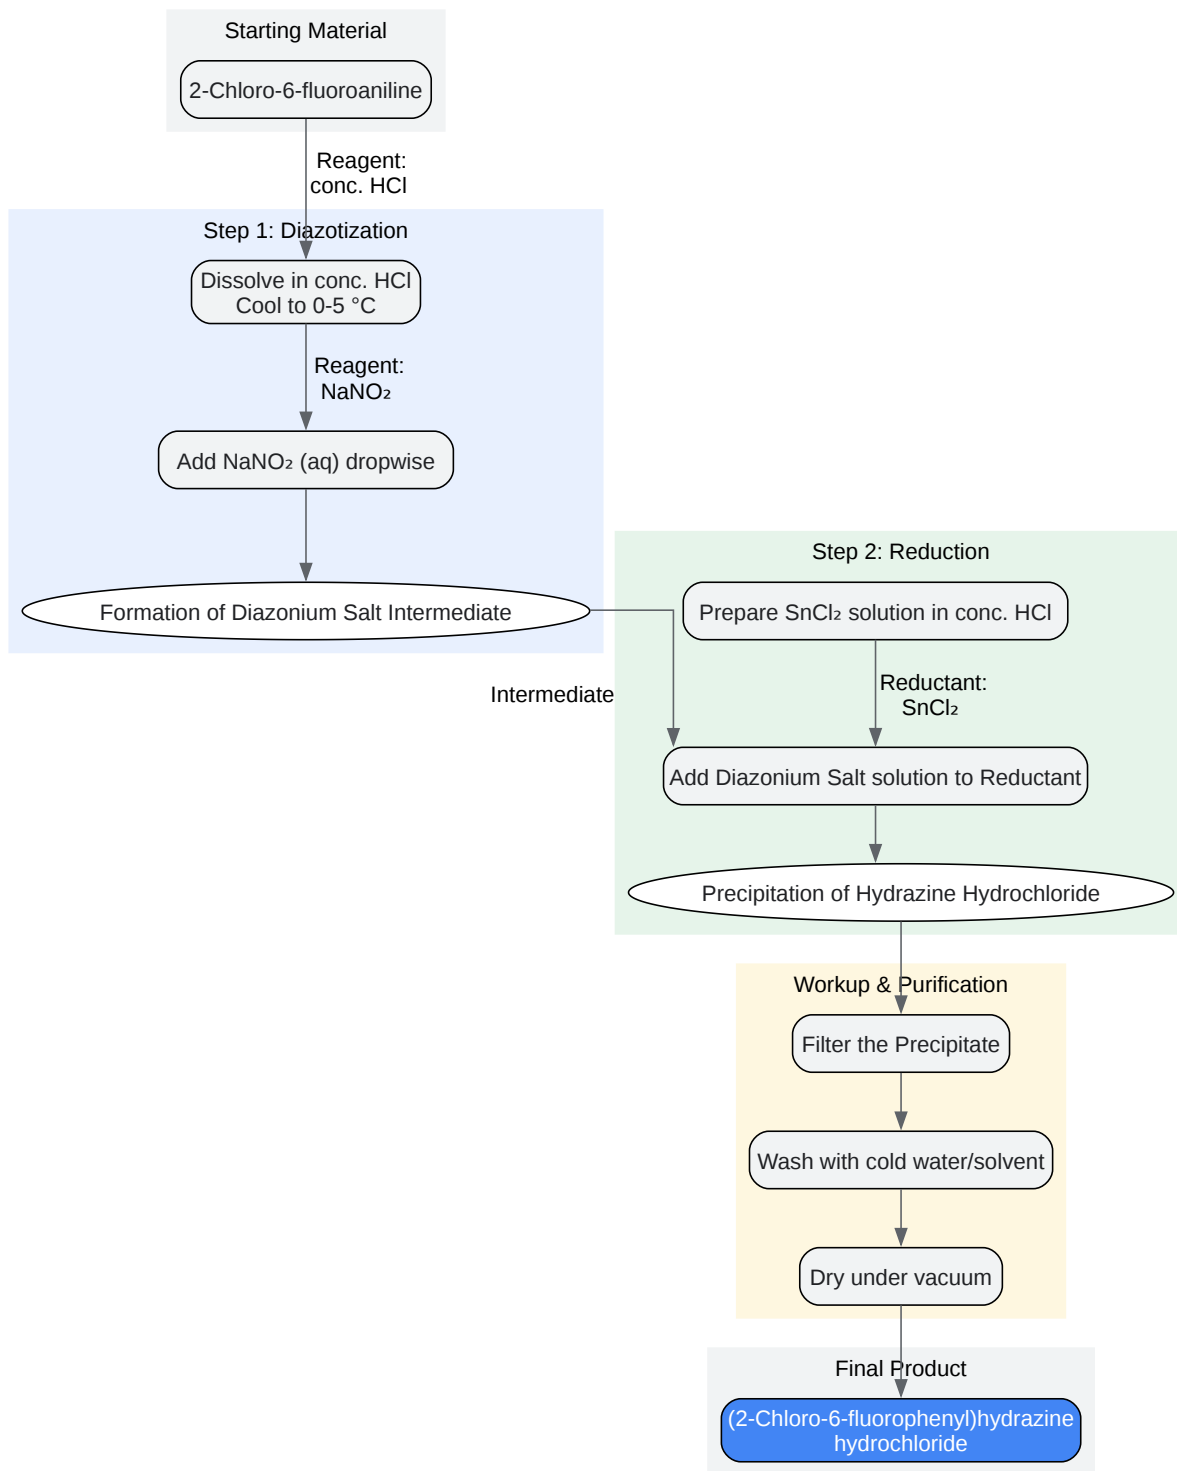 Starting Material
2-Chloro-6-fluoroaniline
Reagent:
conc. HCl
Step 1: Diazotization
Dissolve in conc. HCl
Cool to 0-5 °C
Reagent:
NaNO₂
Add NaNO₂ (aq) dropwise
Formation of Diazonium Salt Intermediate
Step 2: Reduction
Prepare SnCl₂ solution in conc. HCl
Intermediate
Reductant:
SnCl₂
Add Diazonium Salt solution to Reductant
Precipitation of Hydrazine Hydrochloride
Workup & Purification
Filter the Precipitate
Wash with cold water/solvent
Dry under vacuum
Final Product
(2-Chloro-6-fluorophenyl)hydrazine
hydrochloride